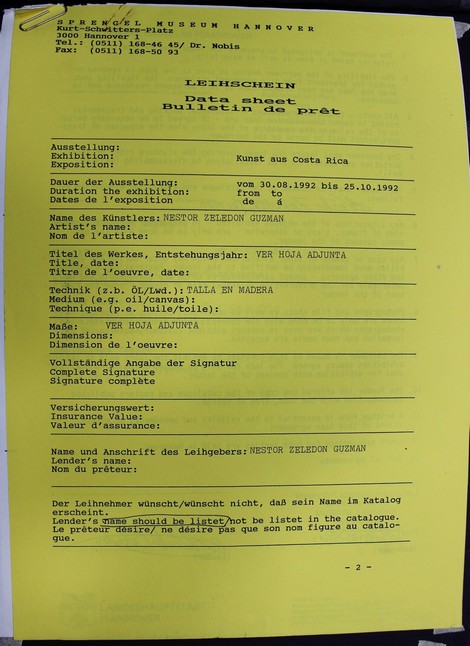 SPRENGEL MUSEUM HANNOVER
Kurt-Schwitters-Platz
3000 Hannover 1
Tel.: (0511) 168-46 45/ Dr. Nobis
Fax: (0511) 168-50 93
LEIHSCHEIN
Data sheet
Bulletin de prêt
Ausstellung:
Exhibition: Kunst aus Costa Rica
Exposition:
Dauer der Ausstellung: vom 30.08.1992 bis 25.10.1992
Duration the exhibition: from to
Dates de l'exposition de á
Name des Künstlers: NESTOR ZELEDON GUZMAN
Artist's name:
Nom de l'artiste:
Titel des Werkes, Entstehungsjahr: VER HOJA ADJUNTA
Title, date:
Titre de l'oeuvre, date:
Technik (z.b. ÖL/Lwd.): TALLA EN MADERA
Medium (e.g. oil/canvas):
Technique (p.e. huile/toile):
Maße: VER HOJA ADJUNTA
Dimensions:
Dimension de l'oeuvre:
Vollständige Angabe der Signatur
Complete Signature
Signature complète
Versicherungswert:
Insurance Value:
Valeur d'assurance:
Name und Anschrift des Leihgebers: NESTOR ZELEDON GUZMAN
Lender's name:
Nom du prêteur:
Der Leihnehmer wünscht/wünscht nicht, daß sein Name im Katalog
erscheint.
Lender's name should be listet/not be listet in the catalogue.
Le prêteur désire/ ne désire pas que son nom figure au catalo-
gue.
- 2 -